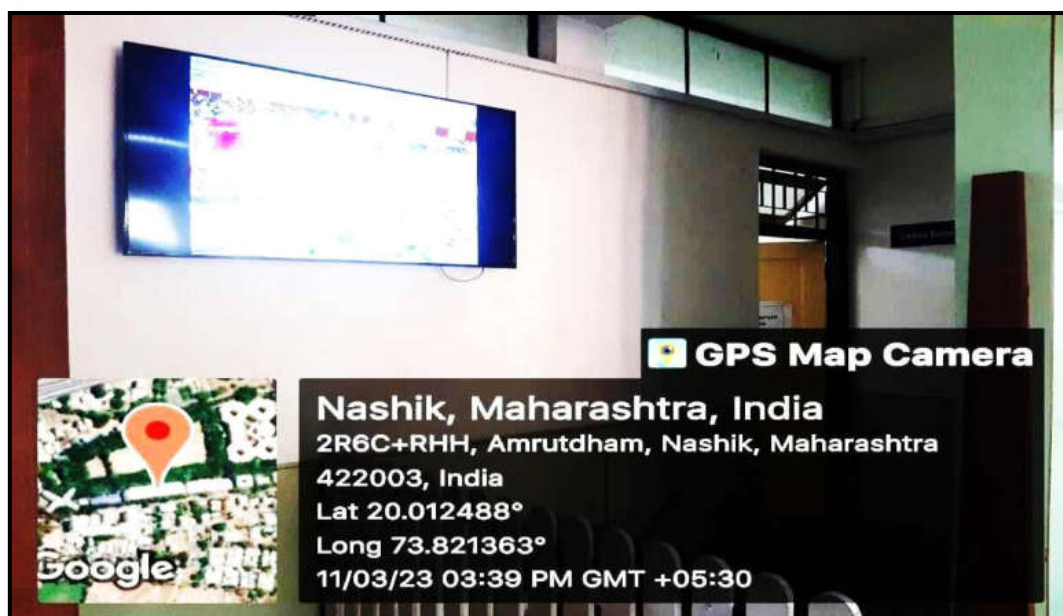 GPS Map Camera
Nashik, Maharashtra, India
2R6C+RHH, Amrutdham, Nashik, Maharashtra
422003, India
Lat 20.012488°
Long 73.821363°
11/03/23 03:39 PM GMT +05:30
Google